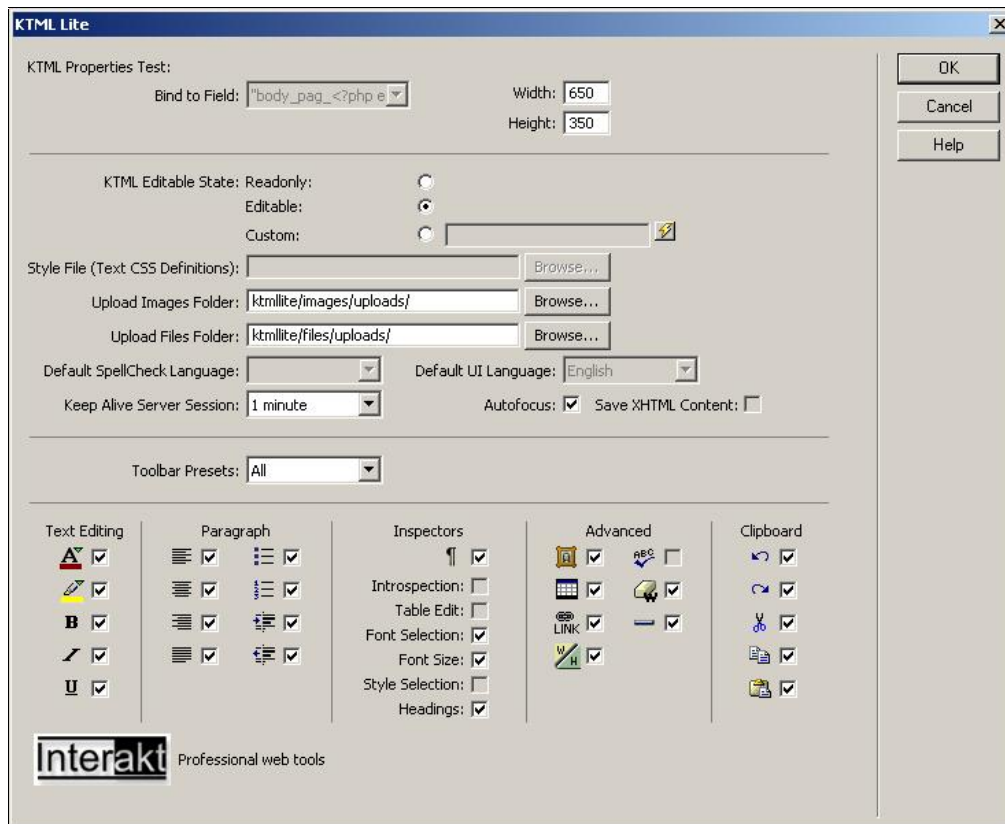 KTML Lite
KTML Properties Test:
Bind to Field: "body_pag_<?php e
Width: 650
Height: 350
OK
Cancel
Help
KTML Editable State: Readonly:
Editable:
Custom:
Style File (Text CSS Definitions): Browse...
Upload Images Folder: ktmllite/images/uploads/ Browse...
Upload Files Folder: ktmllite/files/uploads/ Browse...
Default SpellCheck Language: Default UI Language: English
Keep Alive Server Session: 1 minute Autofocus: Save XHTML Content:
Toolbar Presets: All
Text Editing Paragraph Inspectors Advanced Clipboard
A
B
I
U
1
2
3
¶
Introspection:
Table Edit:
Font Selection:
Font Size:
Style Selection:
Headings:
ABC
W
LINK
W/H
Interakt Professional web tools